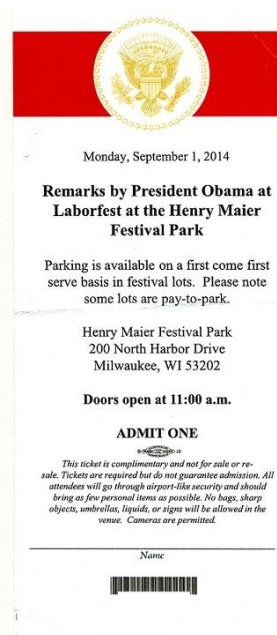 Monday, September 1, 2014
Remarks by President Obama at
Laborfest at the Henry Maier
Festival Park
Parking is available on a first come first
serve basis in festival lots. Please note
some lots are pay-to-park.
Henry Maier Festival Park
200 North Harbor Drive
Milwaukee, WI 53202
Doors open at 11:00 a.m.
ADMIT ONE
This ticket is complimentary and not for sale or re-
sale. Tickets are required but do not guarantee admission. All
attendees will go through airport-like security and should
bring as few personal items as possible. No bags, sharp
objects, umbrellas, liquids, or signs will be allowed in the
venue. Cameras are permitted.
Name